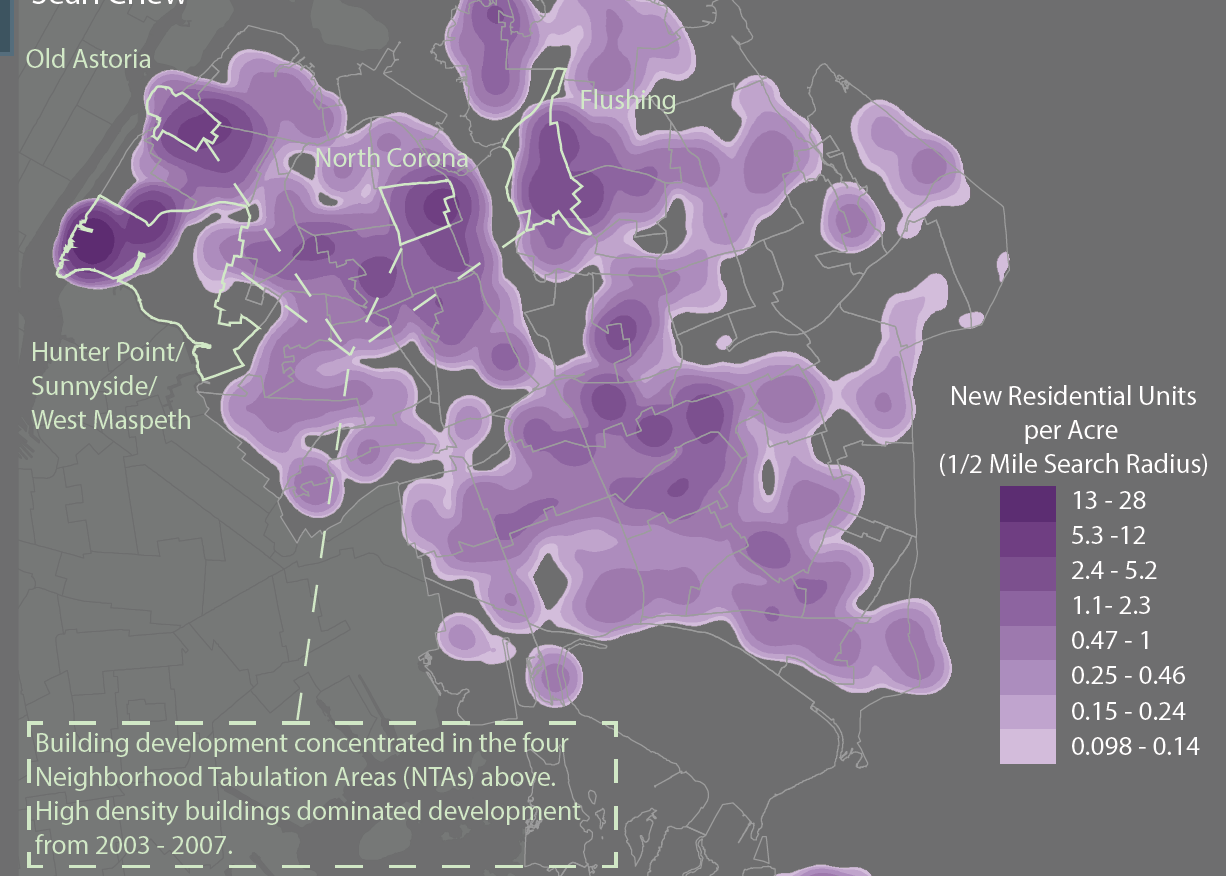 Sean Chew
Old Astoria
Flushing
North Corona
Hunter Point/
Sunnyside/
West Maspeth
New Residential Units
per Acre
(1/2 Mile Search Radius)
13 - 28
5.3 -12
2.4 - 5.2
1.1- 2.3
0.47 - 1
0.25 - 0.46
0.15 - 0.24
0.098 - 0.14
Building development concentrated in the four
Neighborhood Tabulation Areas (NTAs) above.
High density buildings dominated development
from 2003 - 2007.